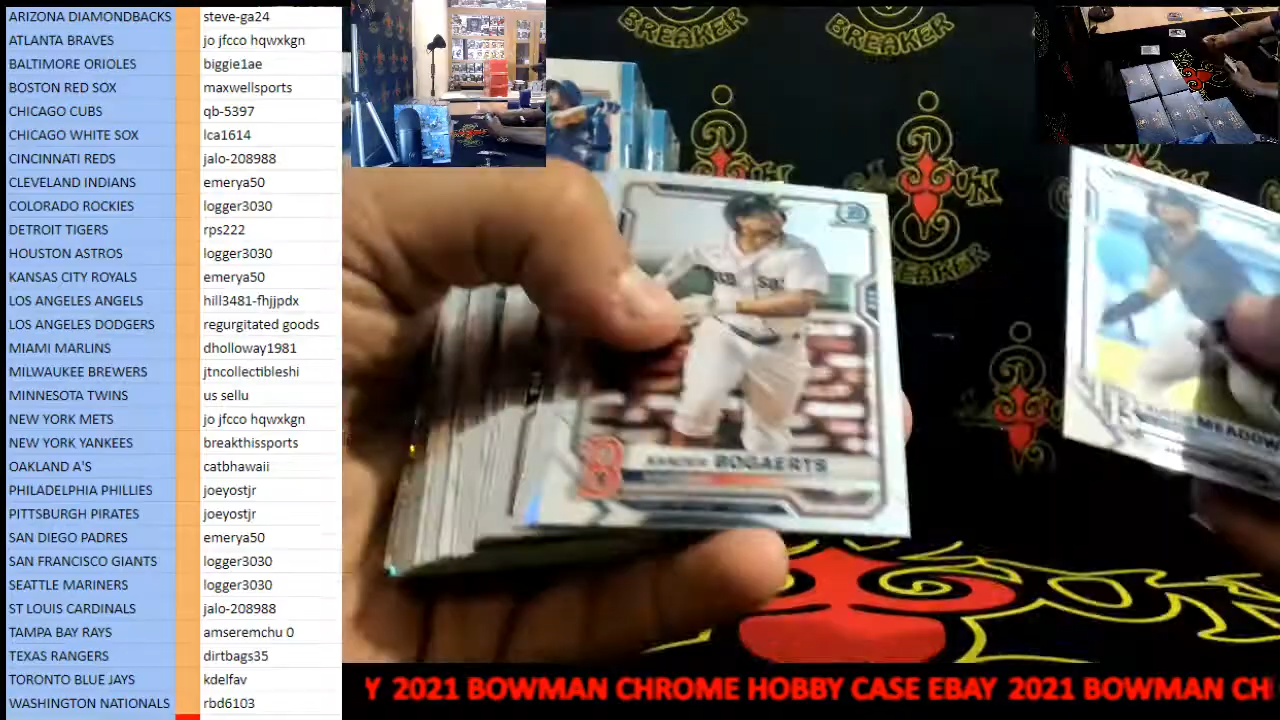 ARIZONA DIAMONDBACKS steve-ga24
ATLANTA BRAVES jo jfcco hqwxkgn
BALTIMORE ORIOLES biggie1ae
BOSTON RED SOX maxwellsports
CHICAGO CUBS qb-5397
CHICAGO WHITE SOX lca1614
CINCINNATI REDS jalo-208988
CLEVELAND INDIANS emerya50
COLORADO ROCKIES logger3030
DETROIT TIGERS rps222
HOUSTON ASTROS logger3030
KANSAS CITY ROYALS emerya50
LOS ANGELES ANGELS hill3481-fhjjpdx
LOS ANGELES DODGERS regurgitated goods
MIAMI MARLINS dholloway1981
MILWAUKEE BREWERS jtncollectibleshi
MINNESOTA TWINS us sellu
NEW YORK METS jo jfcco hqwxkgn
NEW YORK YANKEES breakthissports
OAKLAND A'S catbhawaii
PHILADELPHIA PHILLIES joeyostjr
PITTSBURGH PIRATES joeyostjr
SAN DIEGO PADRES emerya50
SAN FRANCISCO GIANTS logger3030
SEATTLE MARINERS logger3030
ST LOUIS CARDINALS jalo-208988
TAMPA BAY RAYS amseremchu 0
TEXAS RANGERS dirtbags35
TORONTO BLUE JAYS kdelfav
WASHINGTON NATIONALS rbd6103
BREAKER
BREAKER
BREAKER
XANDER BOGAERTS
MEADOW
Y 2021 BOWMAN CHROME HOBBY CASE EBAY 2021 BOWMAN CH